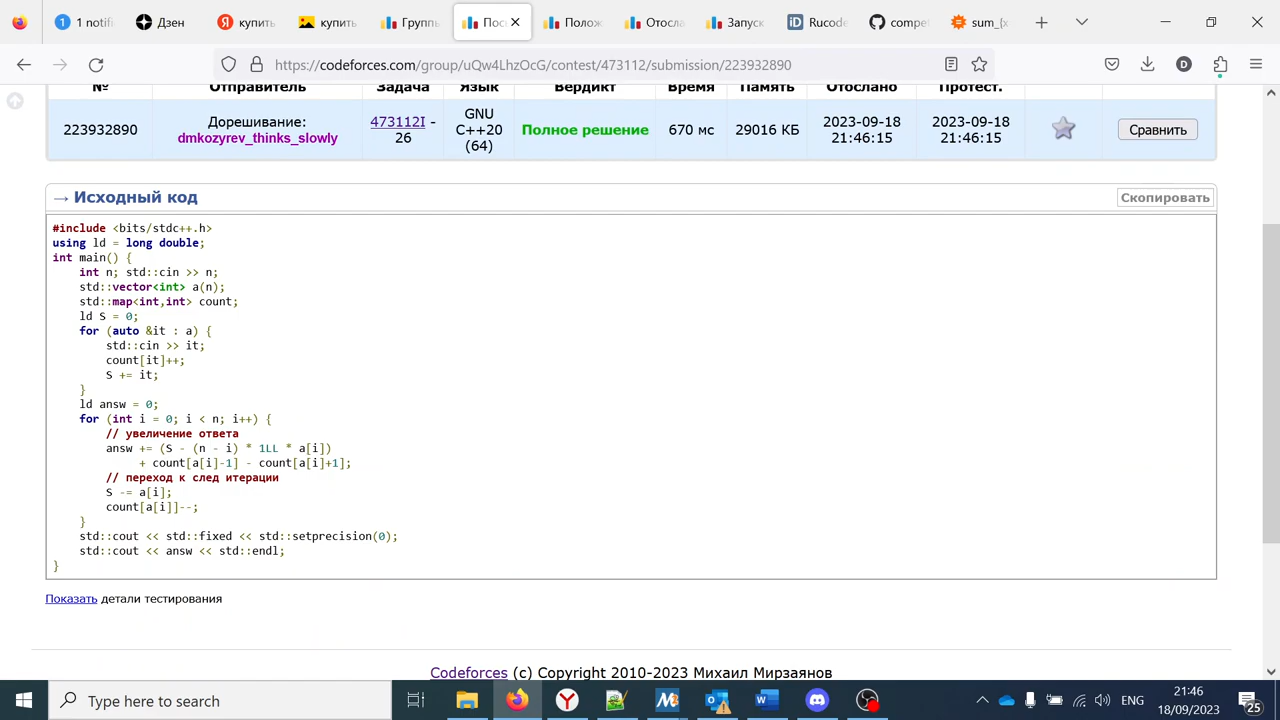 1 notifi
Дзен
купить
купить
Группы
Пос
Полож
Отосла
Запуск
Rucode
compet
sum_{x
https://codeforces.com/group/uQw4LhzOcG/contest/473112/submission/223932890
№ Отправитель Задача Язык Вердикт Время Память Отослано Протест.
223932890
Дорешивание:
dmkozyrev_thinks_slowly
473112I -
26
GNU
C++20
(64)
Полное решение
670 мс
29016 КБ
2023-09-18
21:46:15
2023-09-18
21:46:15
Сравнить
→ Исходный код
Скопировать
#include <bits/stdc++.h>
using ld = long double;
int main() {
    int n; std::cin >> n;
    std::vector<int> a(n);
    std::map<int,int> count;
    ld S = 0;
    for (auto &it : a) {
        std::cin >> it;
        count[it]++;
        S += it;
    }
    ld answ = 0;
    for (int i = 0; i < n; i++) {
        // увеличение ответа
        answ += (S - (n - i) * 1LL * a[i])
             + count[a[i]-1] - count[a[i]+1];
        // переход к след итерации
        S -= a[i];
        count[a[i]]--;
    }
    std::cout << std::fixed << std::setprecision(0);
    std::cout << answ << std::endl;
}
Показать детали тестирования
Codeforces (c) Copyright 2010-2023 Михаил Мирзаянов
Type here to search
ENG
21:46
18/09/2023
25